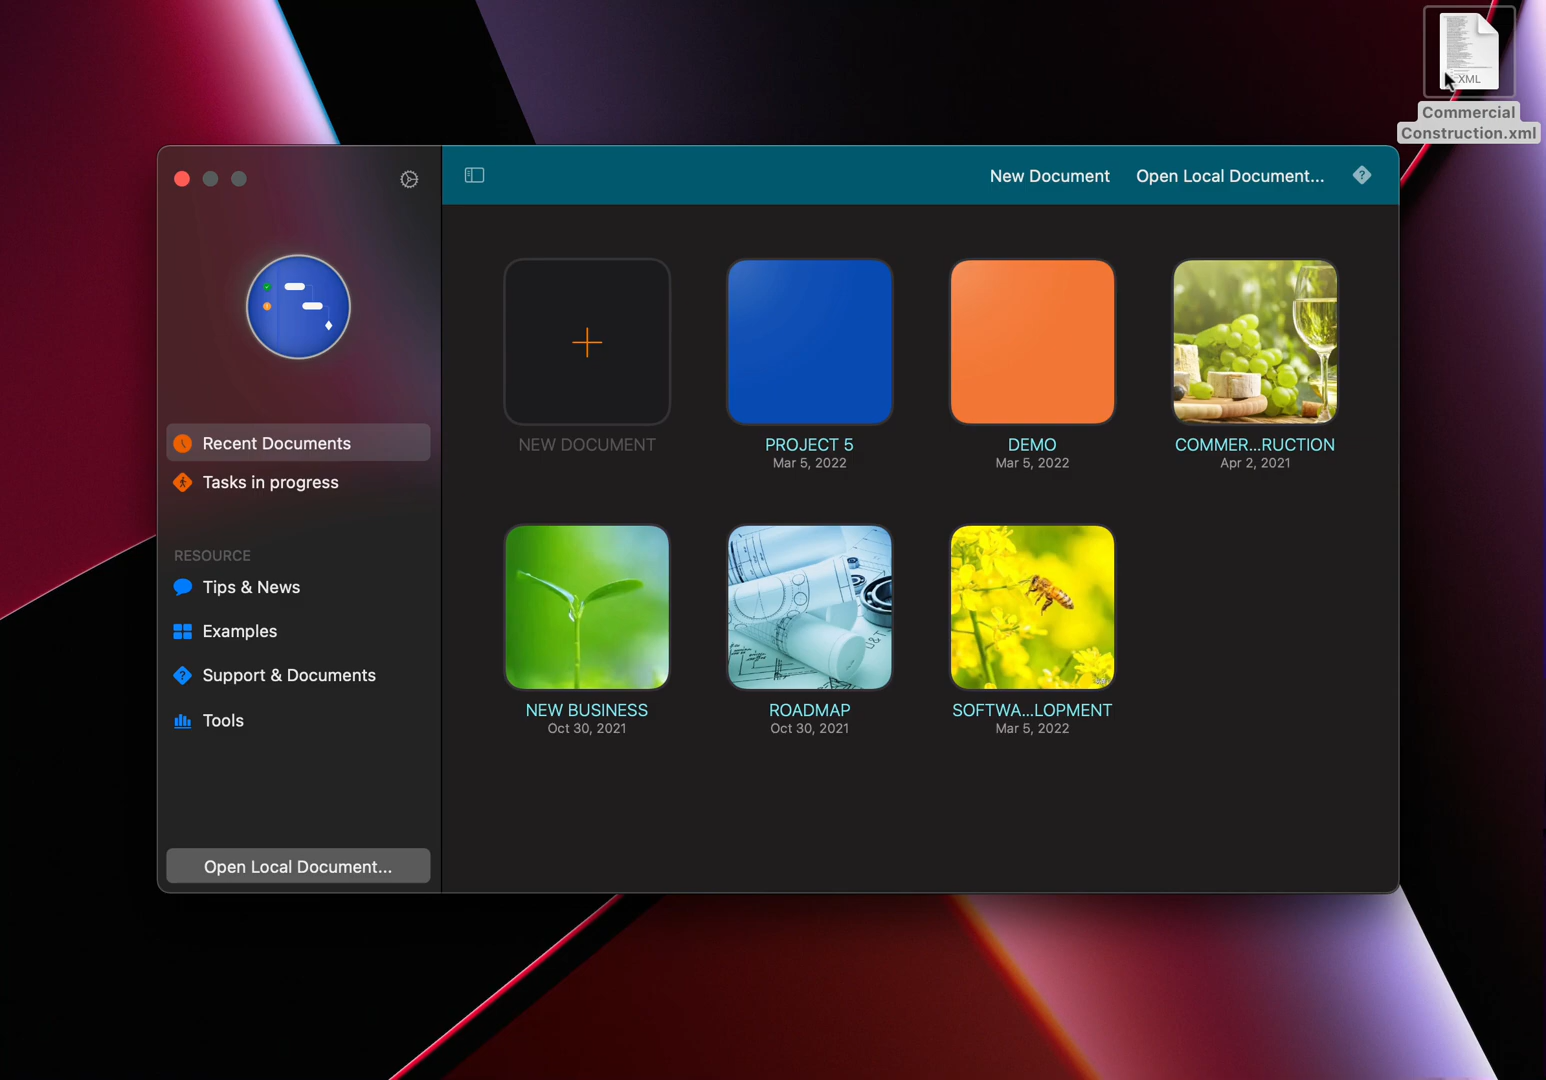 XML
Commercial
Construction.xml
New Document
Open Local Document...
?
NEW DOCUMENT
PROJECT 5
Mar 5, 2022
DEMO
Mar 5, 2022
COMMER...RUCTION
Apr 2, 2021
Recent Documents
Tasks in progress
RESOURCE
Tips & News
Examples
Support & Documents
Tools
NEW BUSINESS
Oct 30, 2021
ROADMAP
Oct 30, 2021
SOFTWA...LOPMENT
Mar 5, 2022
Open Local Document...